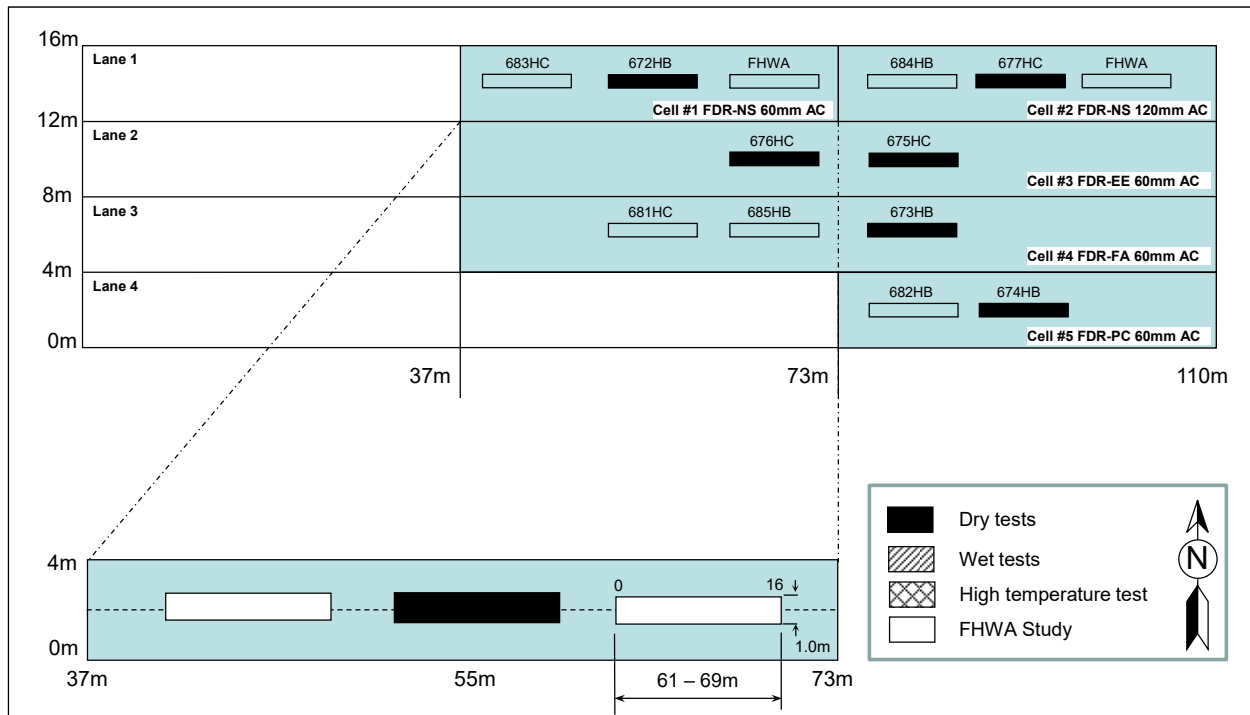 16m
Lane 1
683HC 672HB FHWA 684HB 677HC FHWA
Cell #1 FDR-NS 60mm AC Cell #2 FDR-NS 120mm AC
12m
Lane 2
676HC 675HC
Cell #3 FDR-EE 60mm AC
8m
Lane 3
681HC 685HB 673HB
Cell #4 FDR-FA 60mm AC
4m
Lane 4
682HB 674HB
Cell #5 FDR-PC 60mm AC
0m
37m 73m 110m
4m
0 16
1.0m
0m
37m 55m 61 – 69m 73m
Dry tests
Wet tests
High temperature test
FHWA Study
N